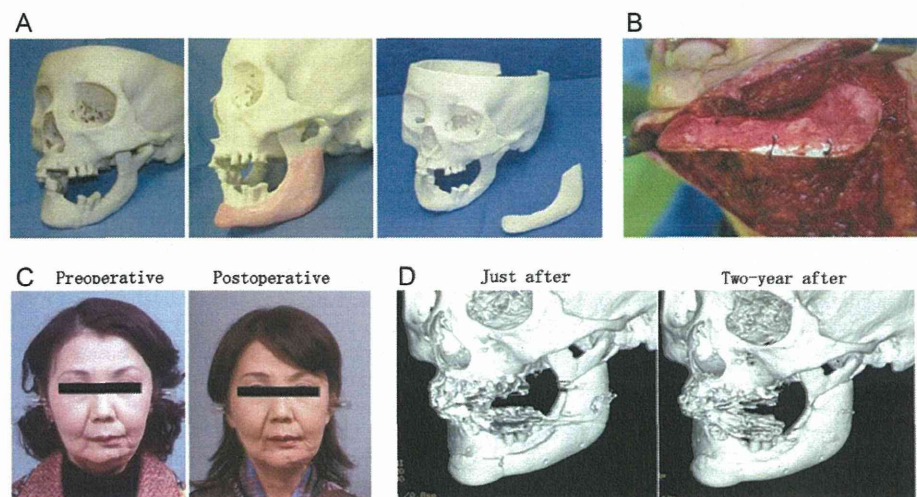 A
B
C
Preoperative
Postoperative
D
Just after
Two-year after